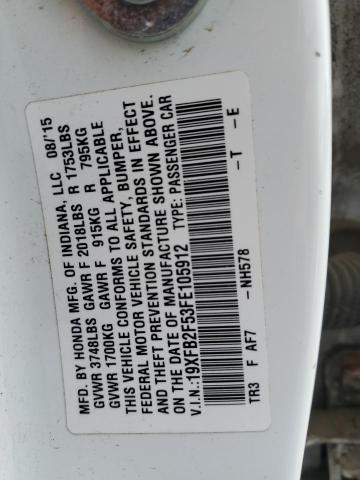 MFD. BY HONDA MFG. OF INDIANA, LLC 08/'15
GVWR 3748LBS GAWR F 2018LBS R 1753LBS
GVWR 1700KG GAWR F 915KG R 795KG
THIS VEHICLE CONFORMS TO ALL APPLICABLE
FEDERAL MOTOR VEHICLE SAFETY, BUMPER,
AND THEFT PREVENTION STANDARDS IN EFFECT
ON THE DATE OF MANUFACTURE SHOWN ABOVE.
V.I.N.:19XFB2F53FE105912 TYPE: PASSENGER CAR
TR3 F AF7 -NH578 -T -E